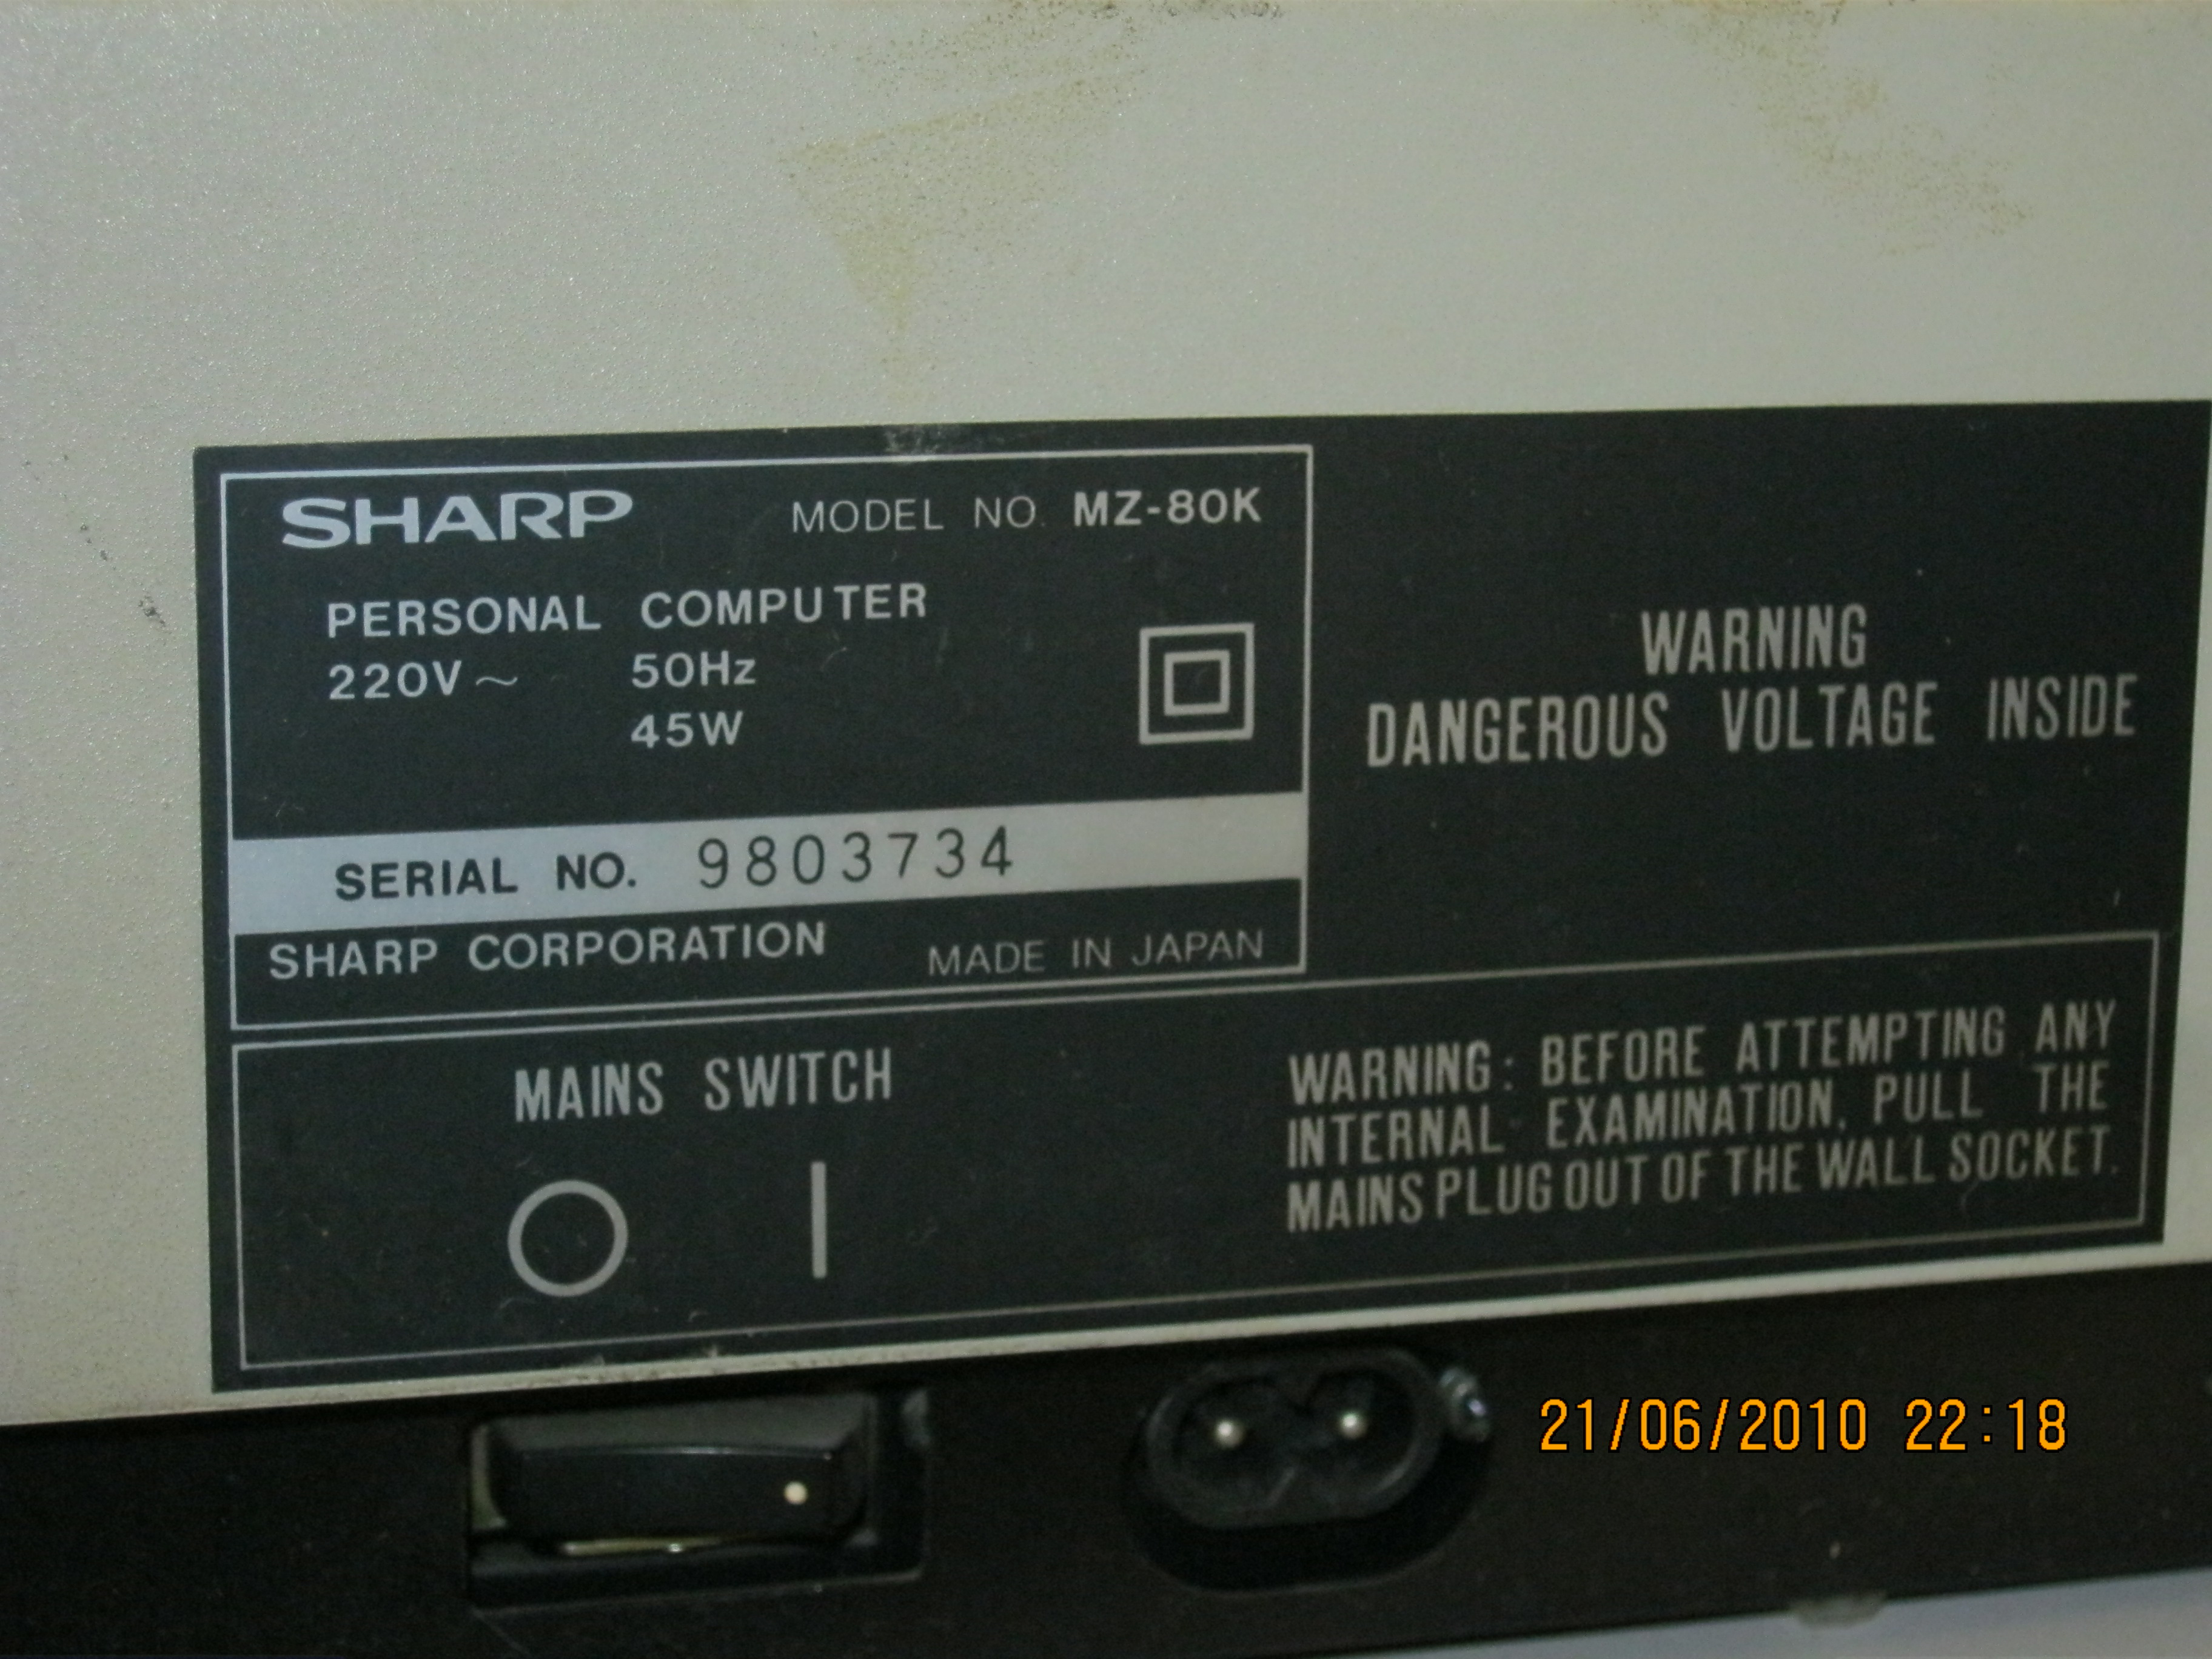 SHARP MODEL NO. MZ-80K
PERSONAL COMPUTER
220V ~ 50Hz
45W
SERIAL NO. 9803734
SHARP CORPORATION MADE IN JAPAN
WARNING
DANGEROUS VOLTAGE INSIDE
MAINS SWITCH
WARNING: BEFORE ATTEMPTING ANY
INTERNAL EXAMINATION, PULL THE
MAINS PLUG OUT OF THE WALL SOCKET.
21/06/2010 22:18